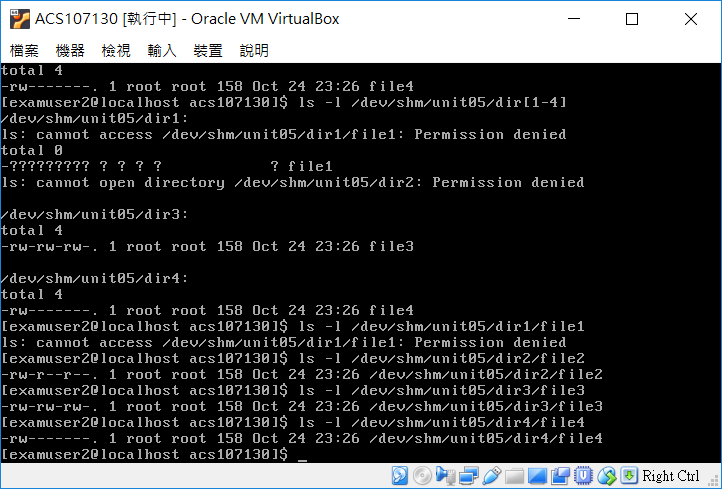 ACS107130 [執行中] - Oracle VM VirtualBox
檔案 機器 檢視 輸入 裝置 說明
total 4
-rw-------. 1 root root 158 Oct 24 23:26 file4
[examuser2@localhost acs107130]$ ls -l /dev/shm/unit05/dir[1-4]
/dev/shm/unit05/dir1:
ls: cannot access /dev/shm/unit05/dir1/file1: Permission denied
total 0
-????????? ? ? ? ?            ? file1
ls: cannot open directory /dev/shm/unit05/dir2: Permission denied

/dev/shm/unit05/dir3:
total 4
-rw-rw-rw-. 1 root root 158 Oct 24 23:26 file3

/dev/shm/unit05/dir4:
total 4
-rw-------. 1 root root 158 Oct 24 23:26 file4
[examuser2@localhost acs107130]$ ls -l /dev/shm/unit05/dir1/file1
ls: cannot access /dev/shm/unit05/dir1/file1: Permission denied
[examuser2@localhost acs107130]$ ls -l /dev/shm/unit05/dir2/file2
-rw-r--r--. 1 root root 158 Oct 24 23:26 /dev/shm/unit05/dir2/file2
[examuser2@localhost acs107130]$ ls -l /dev/shm/unit05/dir3/file3
-rw-rw-rw-. 1 root root 158 Oct 24 23:26 /dev/shm/unit05/dir3/file3
[examuser2@localhost acs107130]$ ls -l /dev/shm/unit05/dir4/file4
-rw-------. 1 root root 158 Oct 24 23:26 /dev/shm/unit05/dir4/file4
[examuser2@localhost acs107130]$ _
Right Ctrl